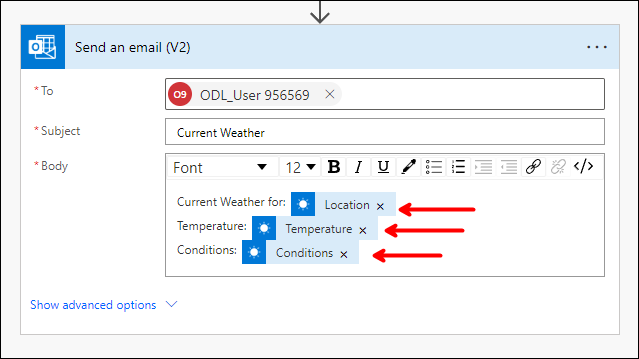 Send an email (V2)
* To
O9 ODL_User 956569 ×
* Subject
Current Weather
* Body
Font 12 B I U </>
Current Weather for: Location ×
Temperature: Temperature ×
Conditions: Conditions ×
Show advanced options